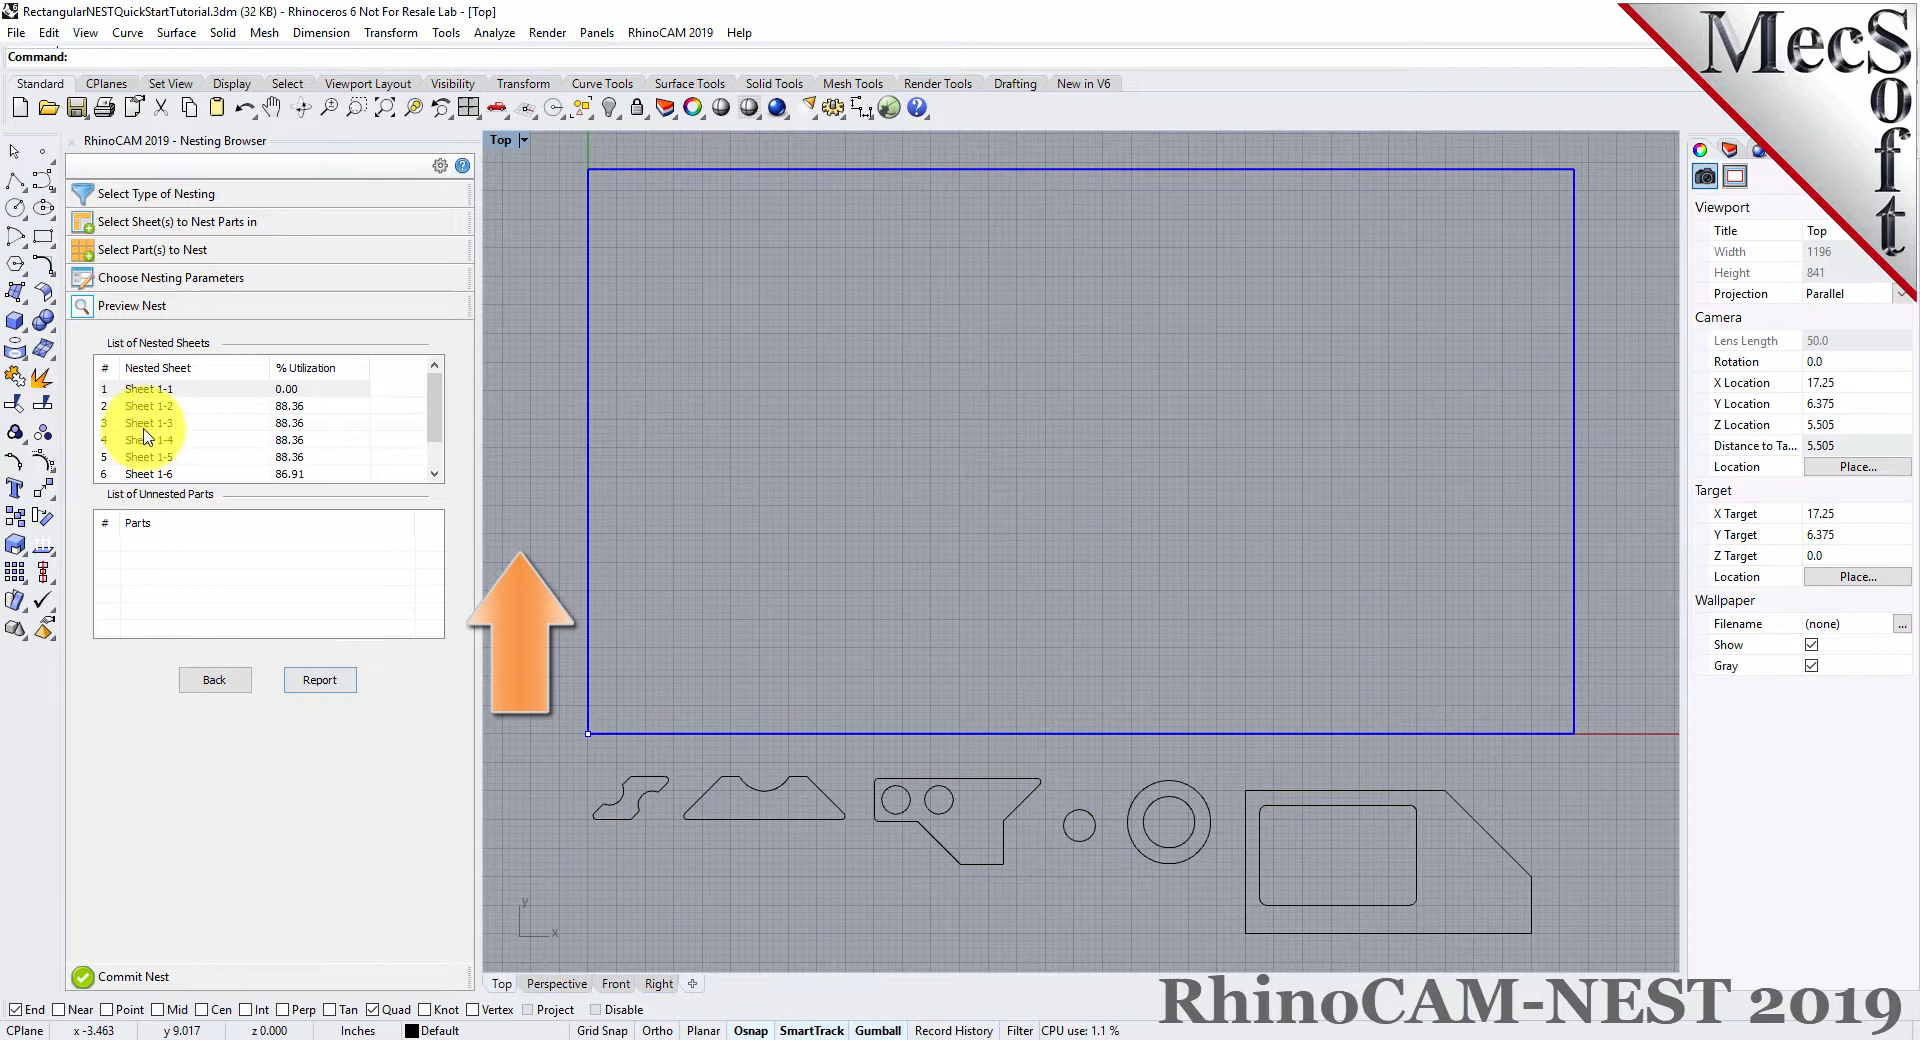 RectangularNESTQuickStartTutorial.3dm (32 KB) - Rhinoceros 6 Not For Resale Lab - [Top]
File Edit View Curve Surface Solid Mesh Dimension Transform Tools Analyze Render Panels RhinoCAM 2019 Help
Command:
Standard CPlanes Set View Display Select Viewport Layout Visibility Transform Curve Tools Surface Tools Solid Tools Mesh Tools Render Tools Drafting New in V6
MecSoft
RhinoCAM 2019 - Nesting Browser
Select Type of Nesting
Select Sheet(s) to Nest Parts in
Select Part(s) to Nest
Choose Nesting Parameters
Preview Nest
List of Nested Sheets
# Nested Sheet % Utilization
1 Sheet 1-1 0.00
2 Sheet 1-2 88.36
3 Sheet 1-3 88.36
4 Sheet 1-4 88.36
5 Sheet 1-5 88.36
6 Sheet 1-6 86.91
List of Unnested Parts
# Parts
Back Report
Commit Nest
Top
y
x
Top Perspective Front Right
Viewport
Title Top
Width 1196
Height 841
Projection Parallel
Camera
Lens Length 50.0
Rotation 0.0
X Location 17.25
Y Location 6.375
Z Location 5.505
Distance to Ta... 5.505
Location Place...
Target
X Target 17.25
Y Target 6.375
Z Target 0.0
Location Place...
Wallpaper
Filename (none) ...
Show
Gray
RhinoCAM-NEST 2019
End Near Point Mid Cen Int Perp Tan Quad Knot Vertex Project Disable
CPlane x -3.463 y 9.017 z 0.000 Inches Default Grid Snap Ortho Planar Osnap SmartTrack Gumball Record History Filter CPU use: 1.1 %